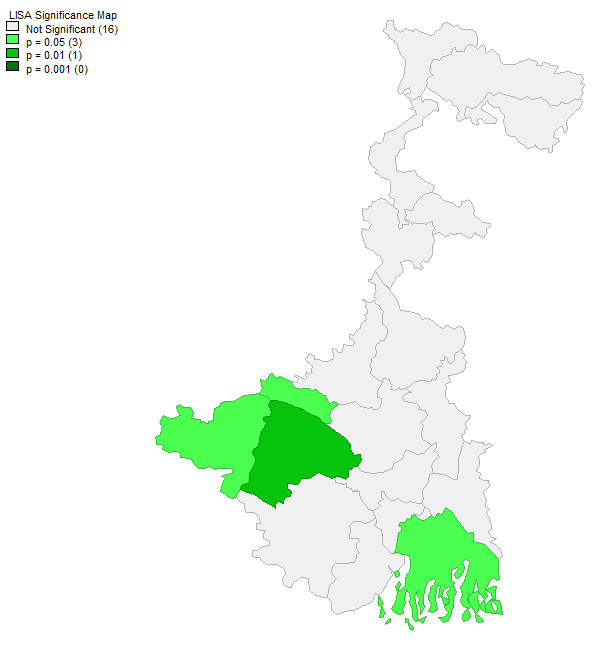 LISA Significance Map
Not Significant (16)
p = 0.05 (3)
p = 0.01 (1)
p = 0.001 (0)